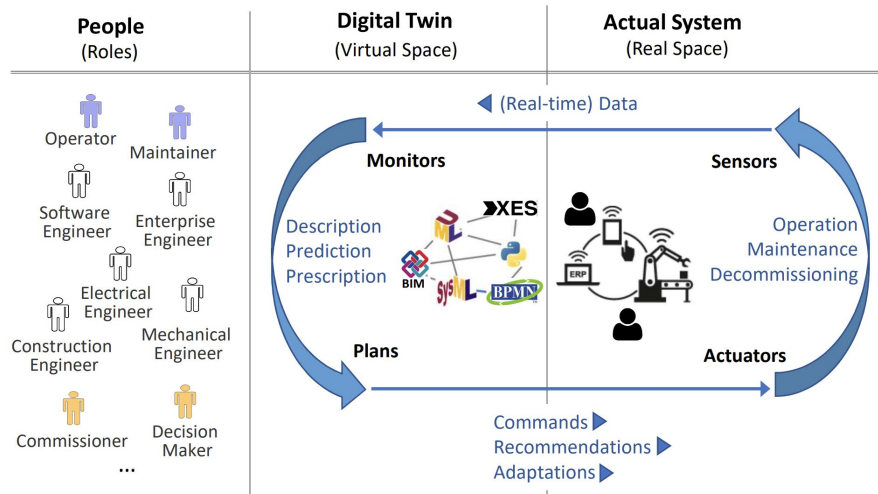 People
(Roles)
Operator
Maintainer
Software
Engineer
Enterprise
Engineer
Electrical
Engineer
Construction
Engineer
Mechanical
Engineer
Commissioner
Decision
Maker
...
Digital Twin
(Virtual Space)
Actual System
(Real Space)
(Real-time) Data
Monitors
Sensors
Description
Prediction
Prescription
UML
XES
BIM
sysML
BPMN
ERP
Operation
Maintenance
Decommissioning
Plans
Actuators
Commands
Recommendations
Adaptations